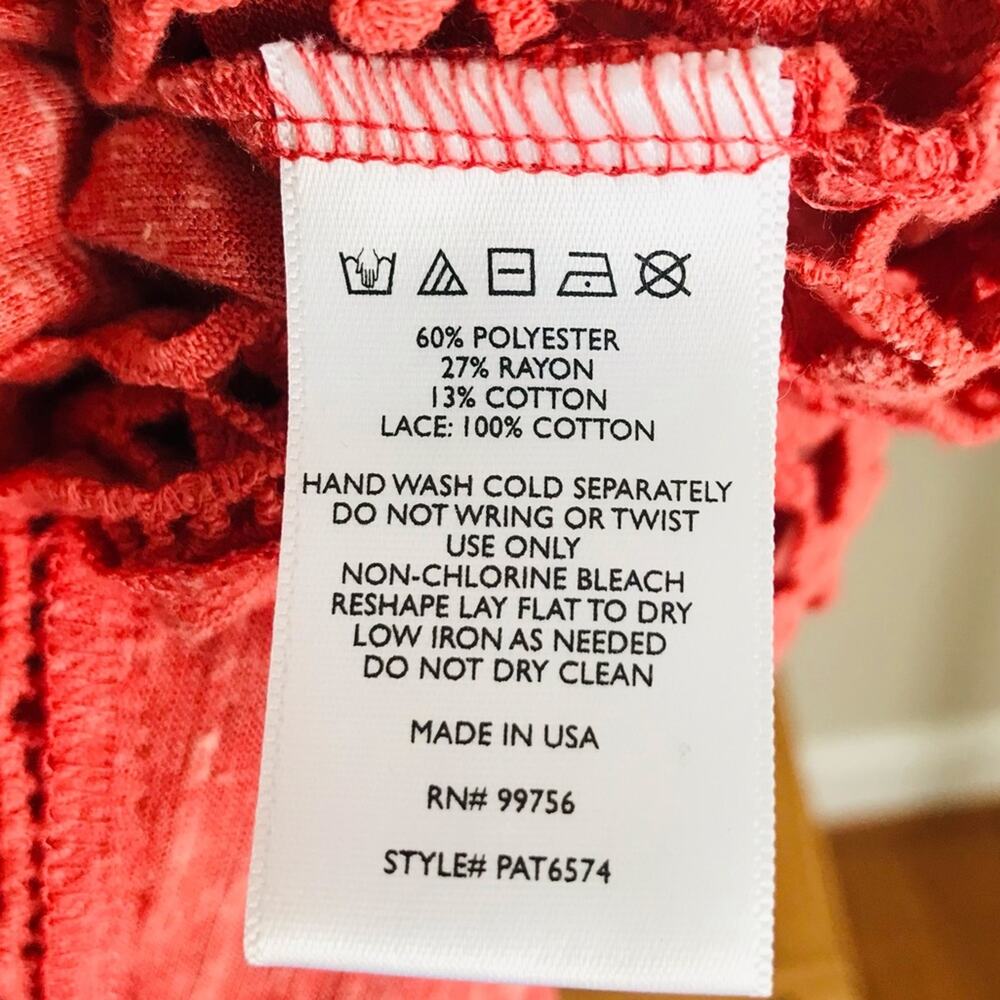 60% POLYESTER
27% RAYON
13% COTTON
LACE: 100% COTTON
HAND WASH COLD SEPARATELY
DO NOT WRING OR TWIST
USE ONLY
NON-CHLORINE BLEACH
RESHAPE LAY FLAT TO DRY
LOW IRON AS NEEDED
DO NOT DRY CLEAN
MADE IN USA
RN# 99756
STYLE# PAT6574